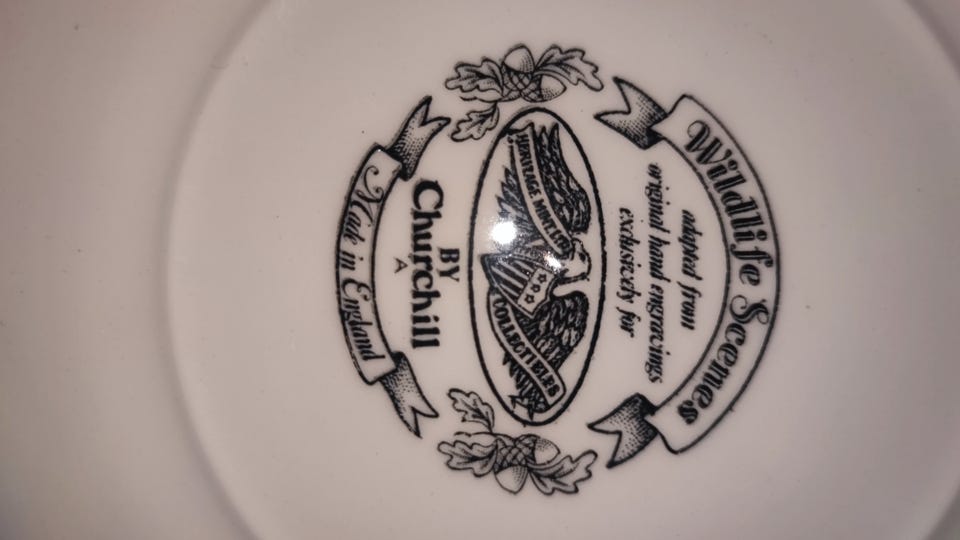 Wildlife Scenes
adapted from
original hand engravings
exclusively for
HERITAGE MINT, LTD.
COLLECTIBLES
BY
Churchill
A
Made in England